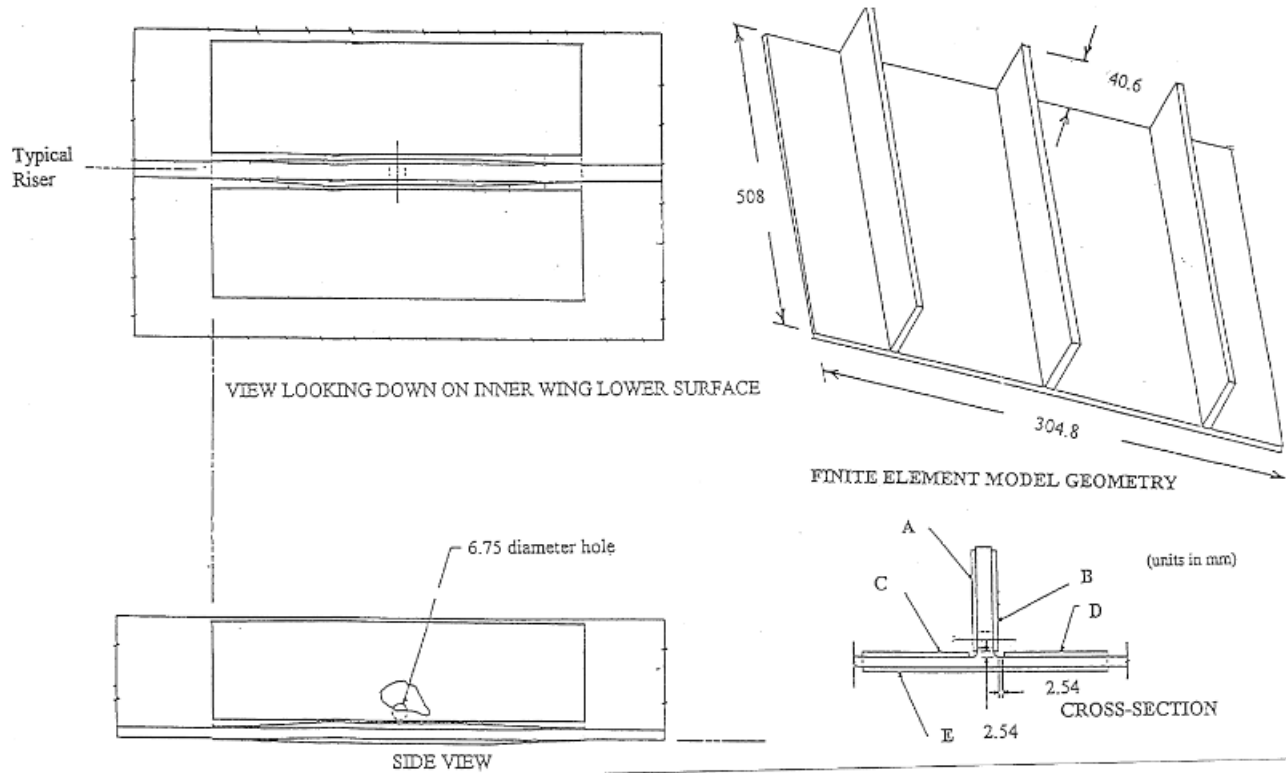 Typical
Riser
VIEW LOOKING DOWN ON INNER WING LOWER SURFACE
40.6
508
304.8
FINITE ELEMENT MODEL GEOMETRY
6.75 diameter hole
SIDE VIEW
A
(units in mm)
C
B
D
2.54
CROSS-SECTION
E
2.54